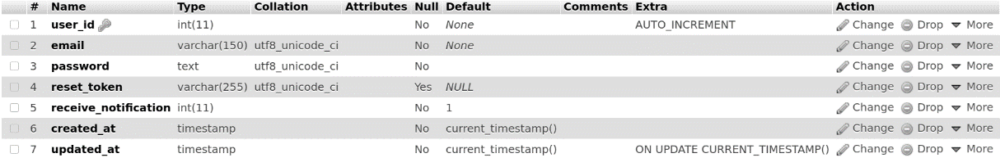 # Name Type Collation Attributes Null Default Comments Extra Action
1 user_id int(11) No None AUTO_INCREMENT Change Drop More
2 email varchar(150) utf8_unicode_ci No None Change Drop More
3 password text utf8_unicode_ci No Change Drop More
4 reset_token varchar(255) utf8_unicode_ci Yes NULL Change Drop More
5 receive_notification int(11) No 1 Change Drop More
6 created_at timestamp No current_timestamp() Change Drop More
7 updated_at timestamp No current_timestamp() ON UPDATE CURRENT_TIMESTAMP() Change Drop More